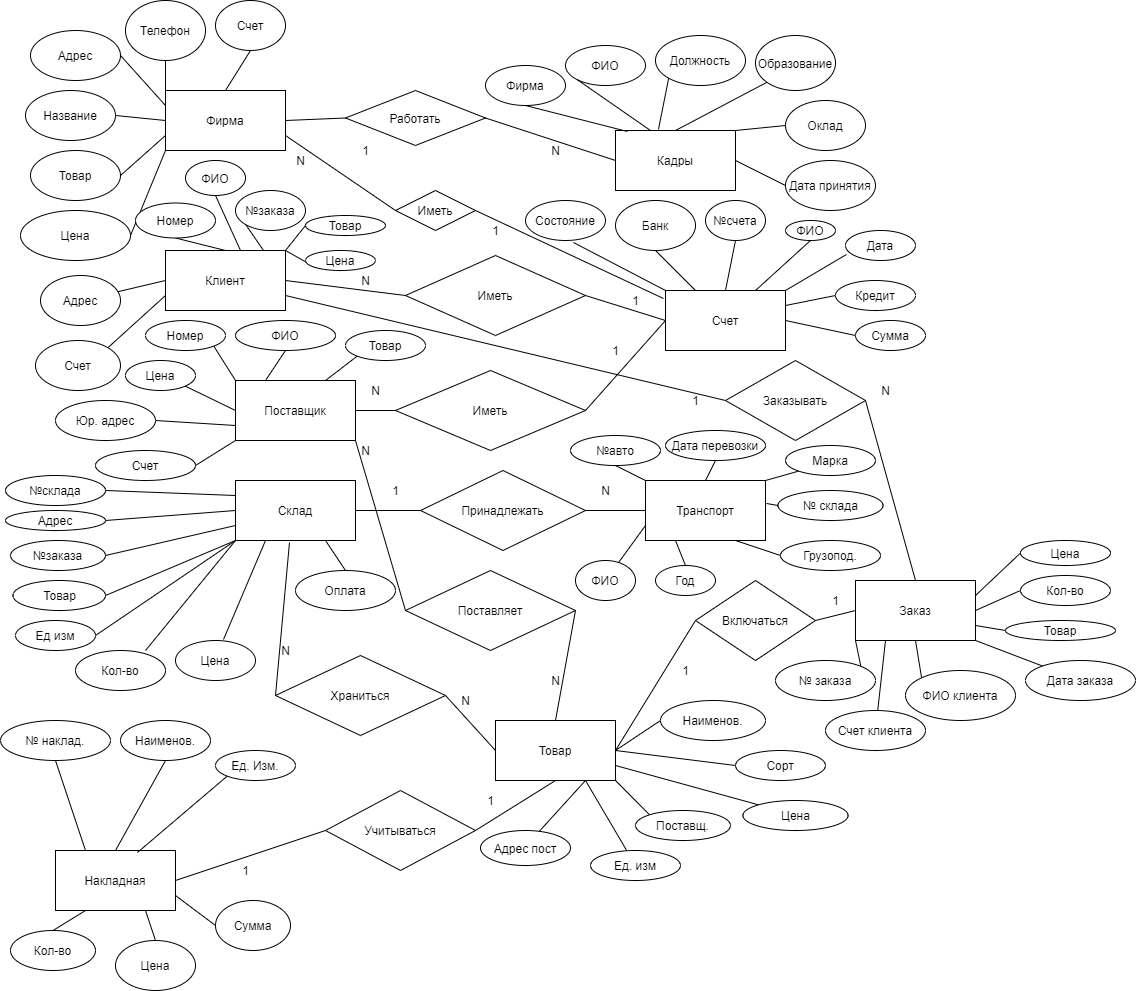 Телефон
Счет
Адрес
ФИО
Должность
Образование
Фирма
Название
Фирма
Работать
Оклад
1
N
N
Кадры
Товар
ФИО
Дата принятия
Номер
№заказа
Иметь
Состояние
Банк
№счета
ФИО
Товар
1
Цена
Дата
Цена
Клиент
N
Иметь
1
Кредит
Адрес
Счет
Номер
ФИО
Товар
Сумма
1
Счет
Цена
N
1
Заказывать
N
Поставщик
Иметь
Юр. адрес
N
№авто
Дата перевозки
Марка
Счет
№склада
1
N
Адрес
Склад
Принадлежать
Транспорт
№ склада
№заказа
Грузопод.
Цена
ФИО
Год
Товар
Оплата
Кол-во
Поставляет
Включаться
1
Заказ
Товар
Ед изм
N
Цена
Кол-во
1
N
№ заказа
Дата заказа
Храниться
N
ФИО клиента
Наименов.
Счет клиента
№ наклад.
Наименов.
Товар
Ед. Изм.
Сорт
1
Цена
Учитываться
Поставщ.
Адрес пост
Ед. изм
1
Накладная
Сумма
Кол-во
Цена